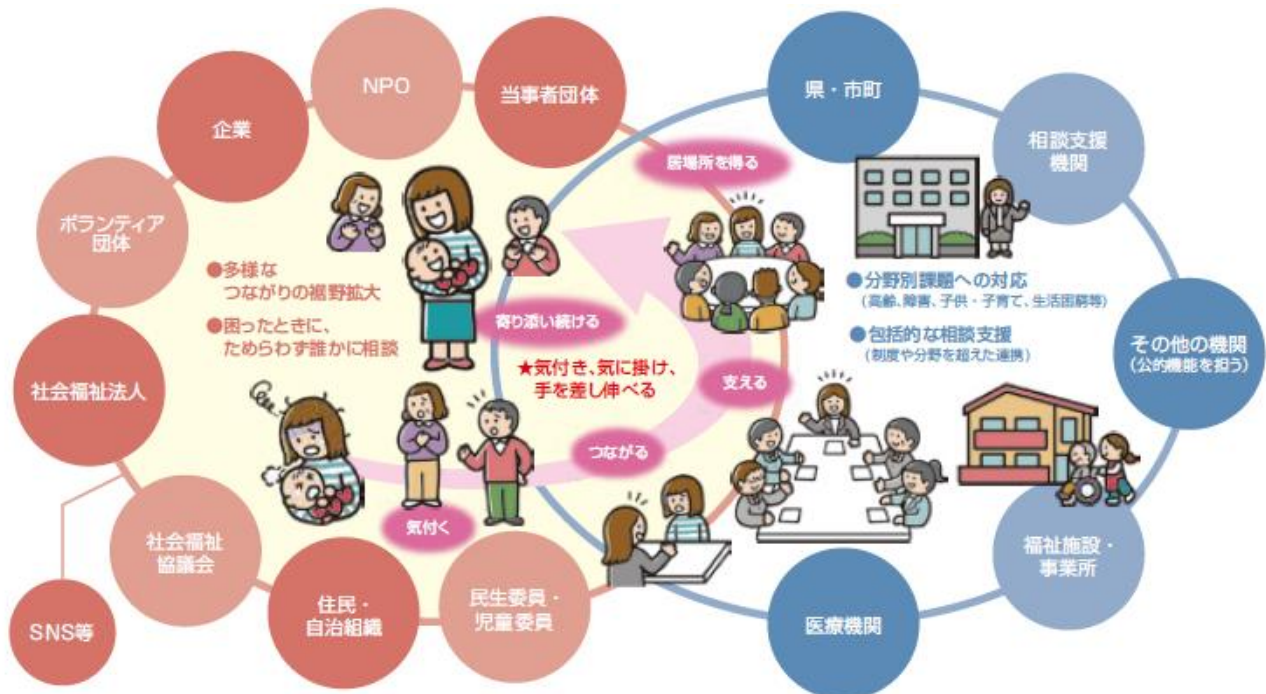 NPO
当事者団体
企業
ボランティア
団体
社会福祉法人
社会福祉
協議会
SNS等
住民・
自治組織
民生委員・
児童委員
●多様な
つながりの裾野拡大
●困ったときに、
ためらわず誰かに相談
気付く
つながる
支える
居場所を得る
寄り添い続ける
★気付き、気に掛け、
手を差し伸べる
県・市町
相談支援
機関
その他の機関
(公的機能を担う)
福祉施設・
事業所
医療機関
●分野別課題への対応
(高齢、障害、子供・子育て、生活困窮等)
●包括的な相談支援
(制度や分野を超えた連携)